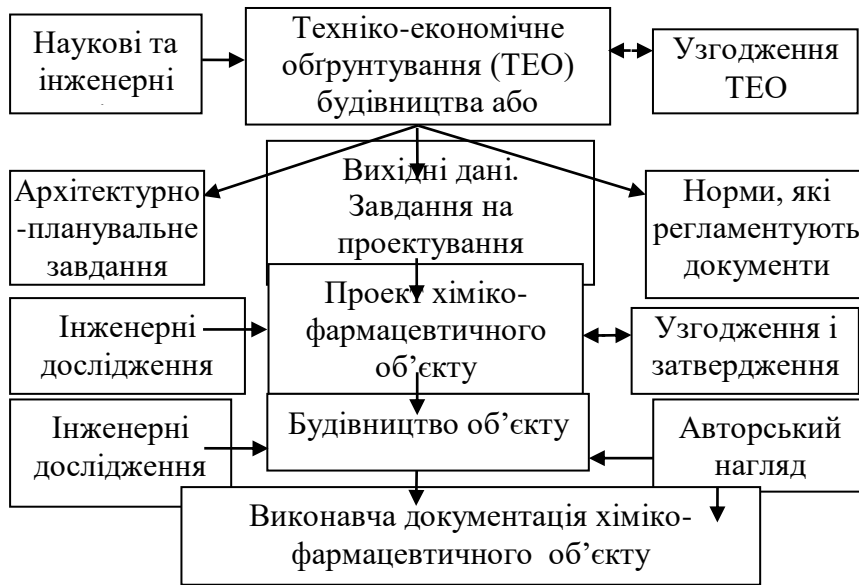 Наукові та
інженерні
Техніко-економічне
обґрунтування (ТЕО)
будівництва або
Узгодження
ТЕО
Архітектурно
-планувальне
завдання
Вихідні дані.
Завдання на
проектування
Норми, які
регламентують
документи
Інженерні
дослідження
Проект хіміко-
фармацевтичного
об’єкту
Узгодження і
затвердження
Інженерні
дослідження
Будівництво об’єкту
Авторський
нагляд
Виконавча документація хіміко-
фармацевтичного об’єкту